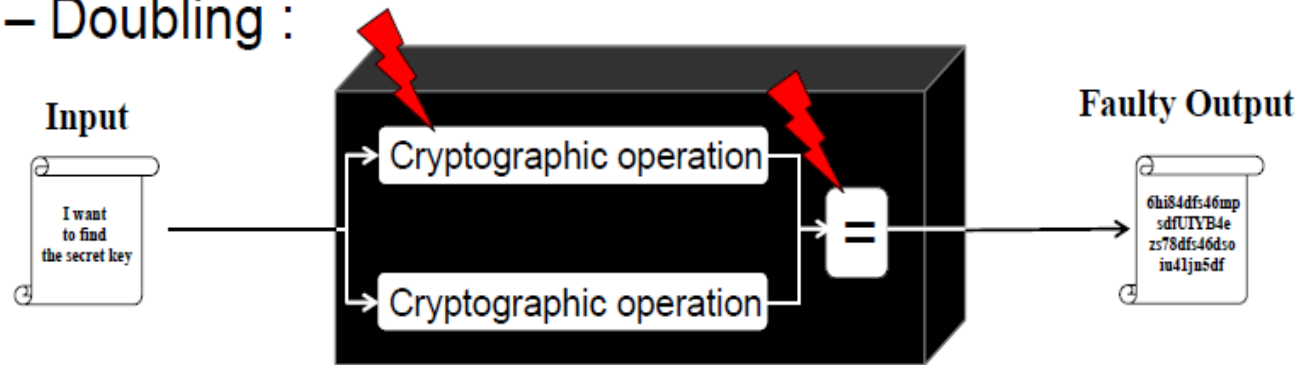 – Doubling :
Input
I want
to find
the secret key
Cryptographic operation
Cryptographic operation
=
Faulty Output
6hi84dfs46mp
sdfUIYB4e
zs78dfs46dso
iu41jn5df